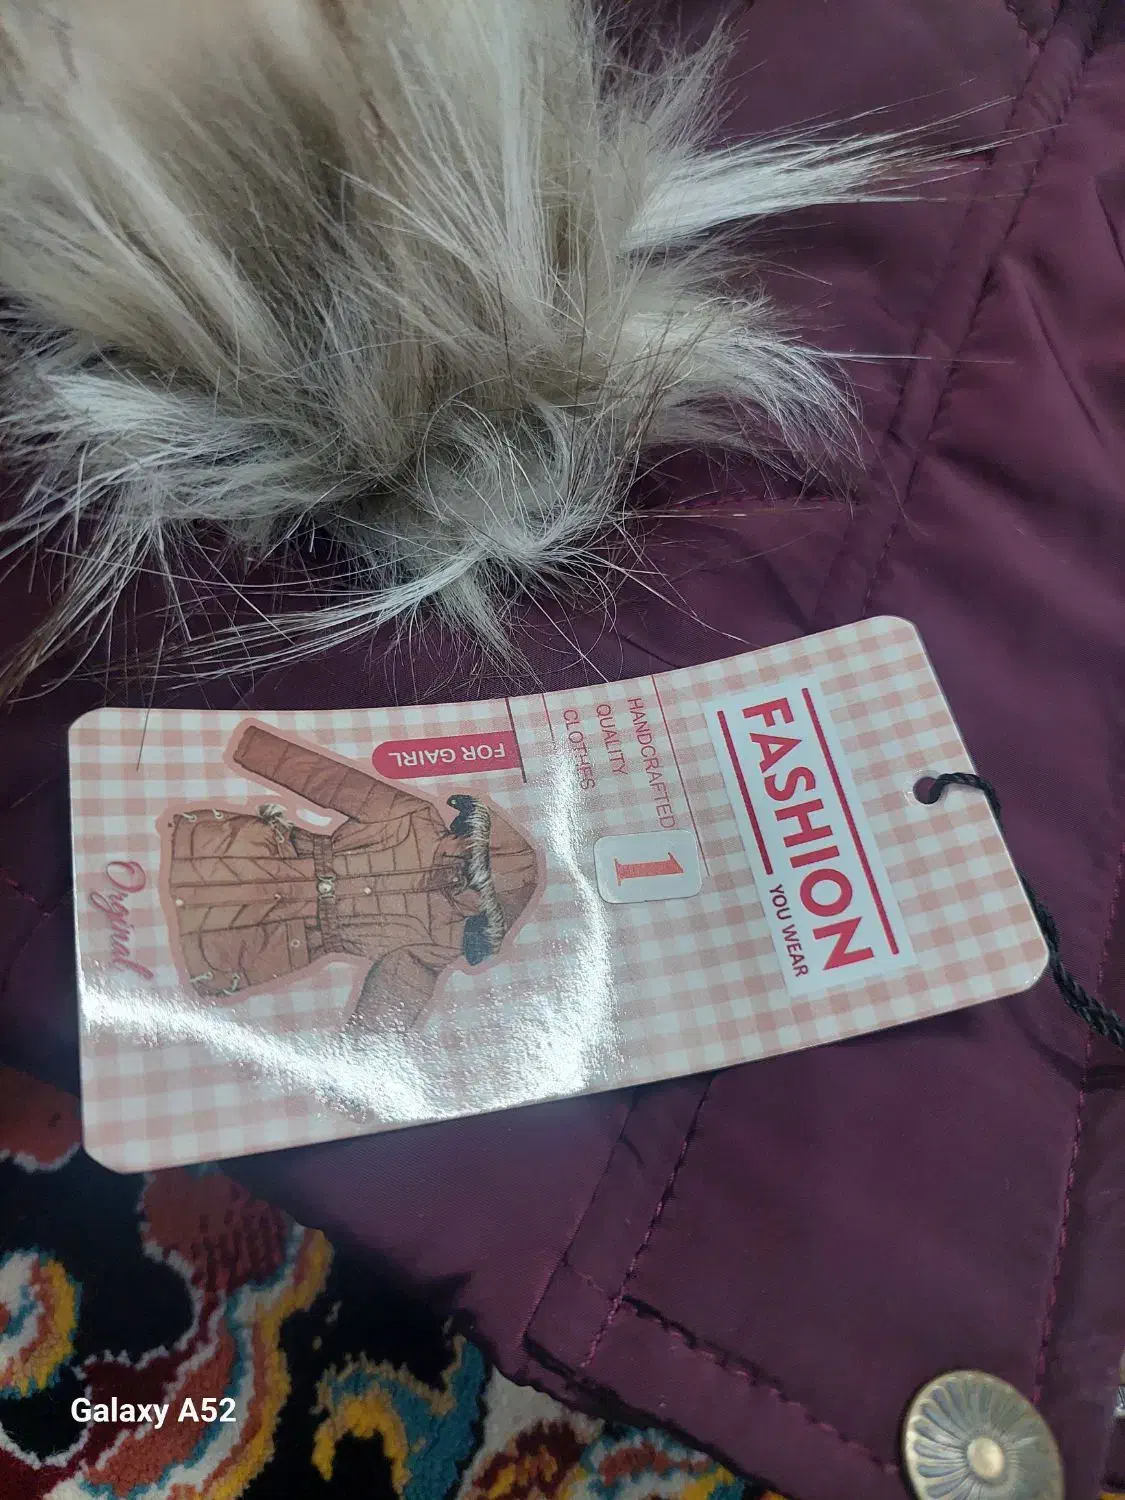 FASHION
YOU WEAR
HANDCRAFTED
QUALITY
CLOTHES
1
FOR GAIRL
Orginal
Galaxy A52